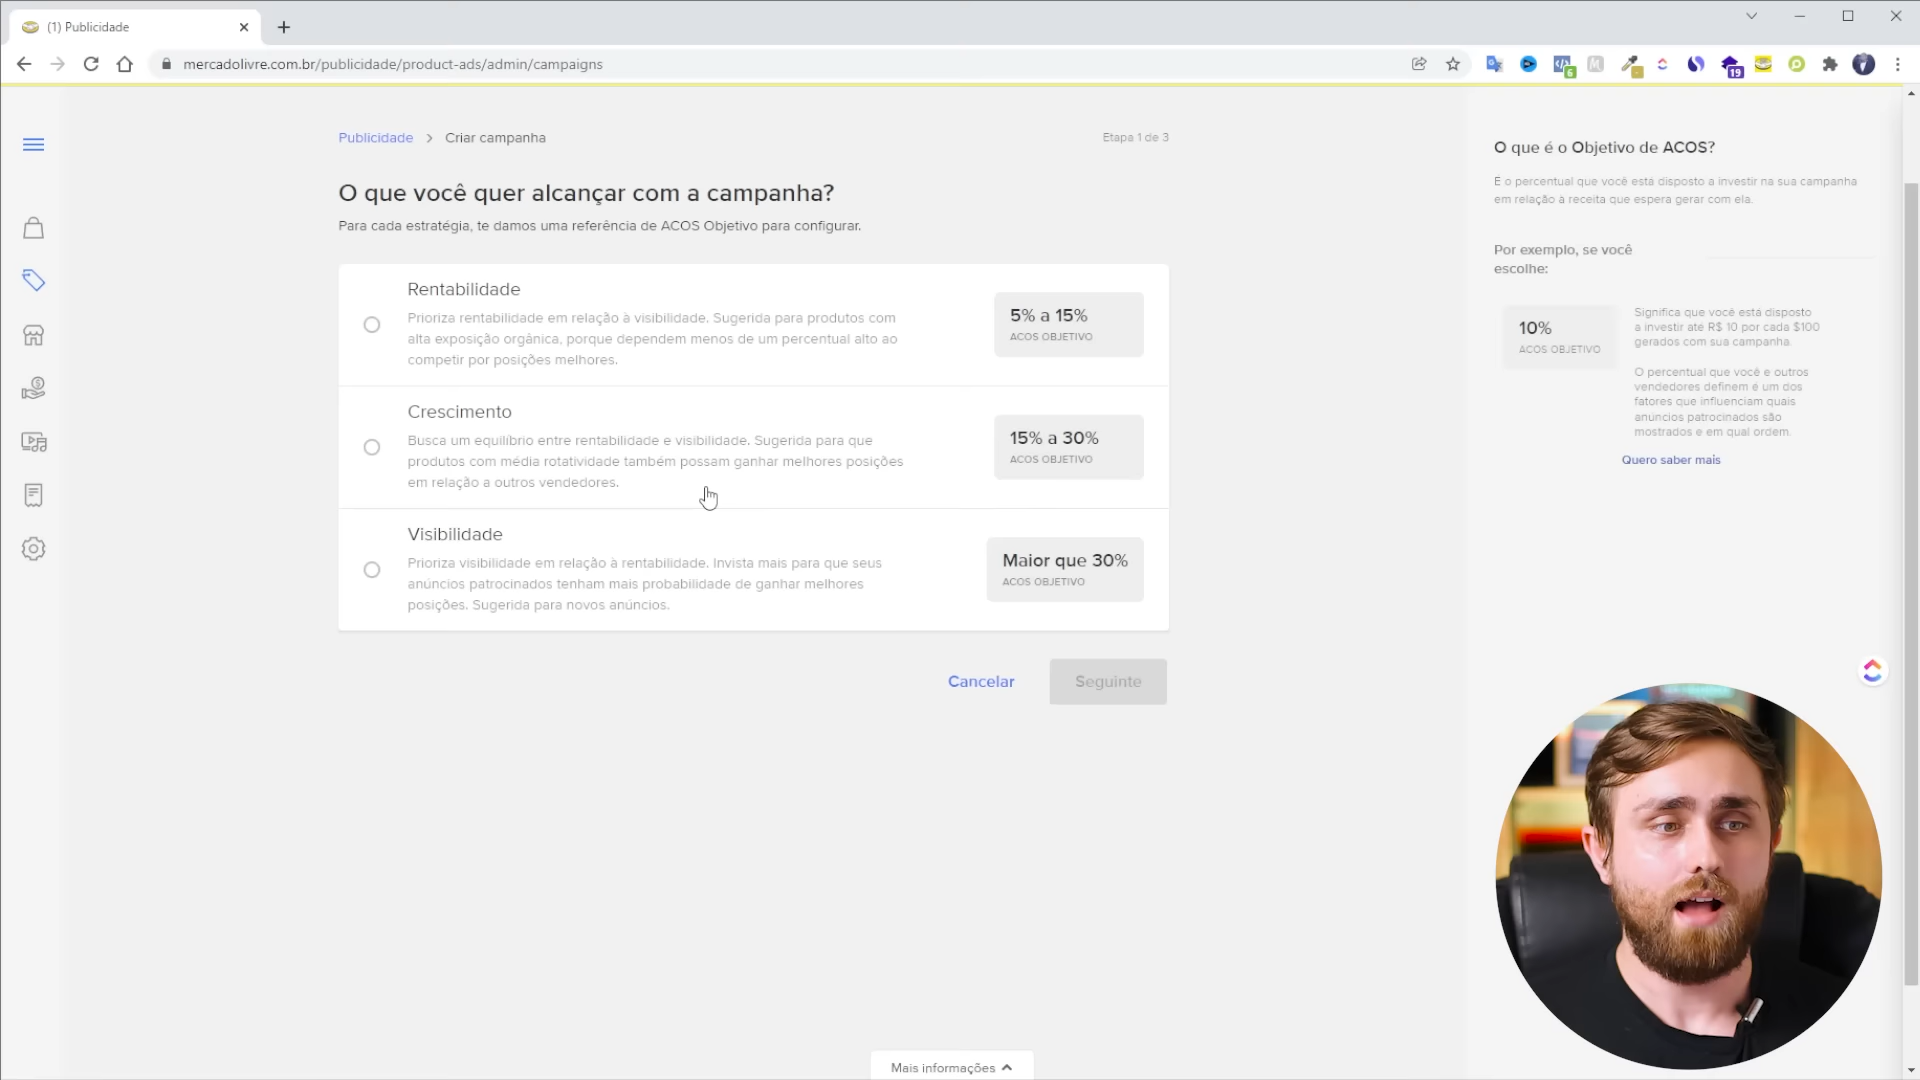 (1) Publicidade
mercadolivre.com.br/publicidade/product-ads/admin/campaigns
6
19
Publicidade > Criar campanha
Etapa 1 de 3
O que você quer alcançar com a campanha?
Para cada estratégia, te damos uma referência de ACOS Objetivo para configurar.
Rentabilidade
Prioriza rentabilidade em relação à visibilidade. Sugerida para produtos com
alta exposição orgânica, porque dependem menos de um percentual alto ao
competir por posições melhores.
5% a 15%
ACOS OBJETIVO
Crescimento
Busca um equilíbrio entre rentabilidade e visibilidade. Sugerida para que
produtos com média rotatividade também possam ganhar melhores posições
em relação a outros vendedores.
15% a 30%
ACOS OBJETIVO
Visibilidade
Prioriza visibilidade em relação à rentabilidade. Invista mais para que seus
anúncios patrocinados tenham mais probabilidade de ganhar melhores
posições. Sugerida para novos anúncios.
Maior que 30%
ACOS OBJETIVO
Cancelar
Seguinte
Mais informações
O que é o Objetivo de ACOS?
É o percentual que você está disposto a investir na sua campanha
em relação à receita que espera gerar com ela.
Por exemplo, se você
escolhe:
10%
ACOS OBJETIVO
Significa que você está disposto
a investir até R$ 10 por cada $100
gerados com sua campanha.
O percentual que você e outros
vendedores definem é um dos
fatores que influenciam quais
anúncios patrocinados são
mostrados e em qual ordem.
Quero saber mais